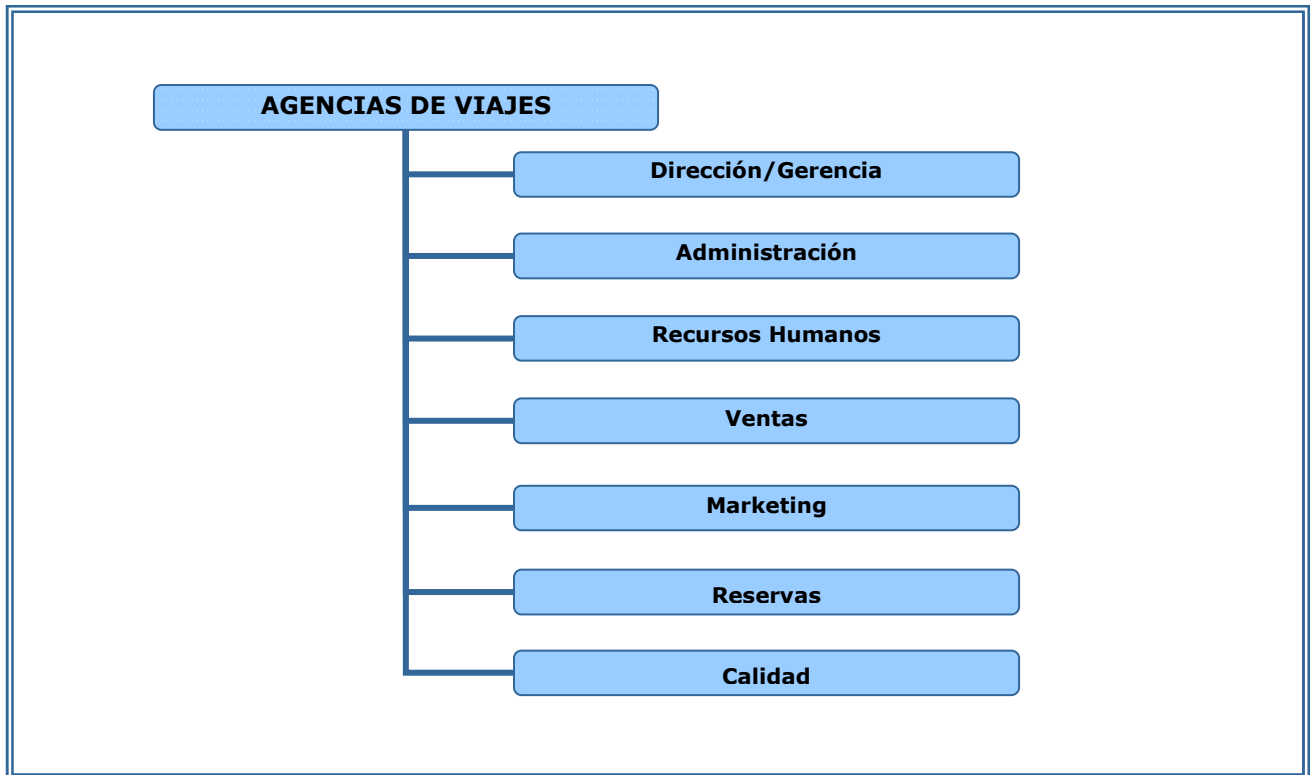 AGENCIAS DE VIAJES
Dirección/Gerencia
Administración
Recursos Humanos
Ventas
Marketing
Reservas
Calidad